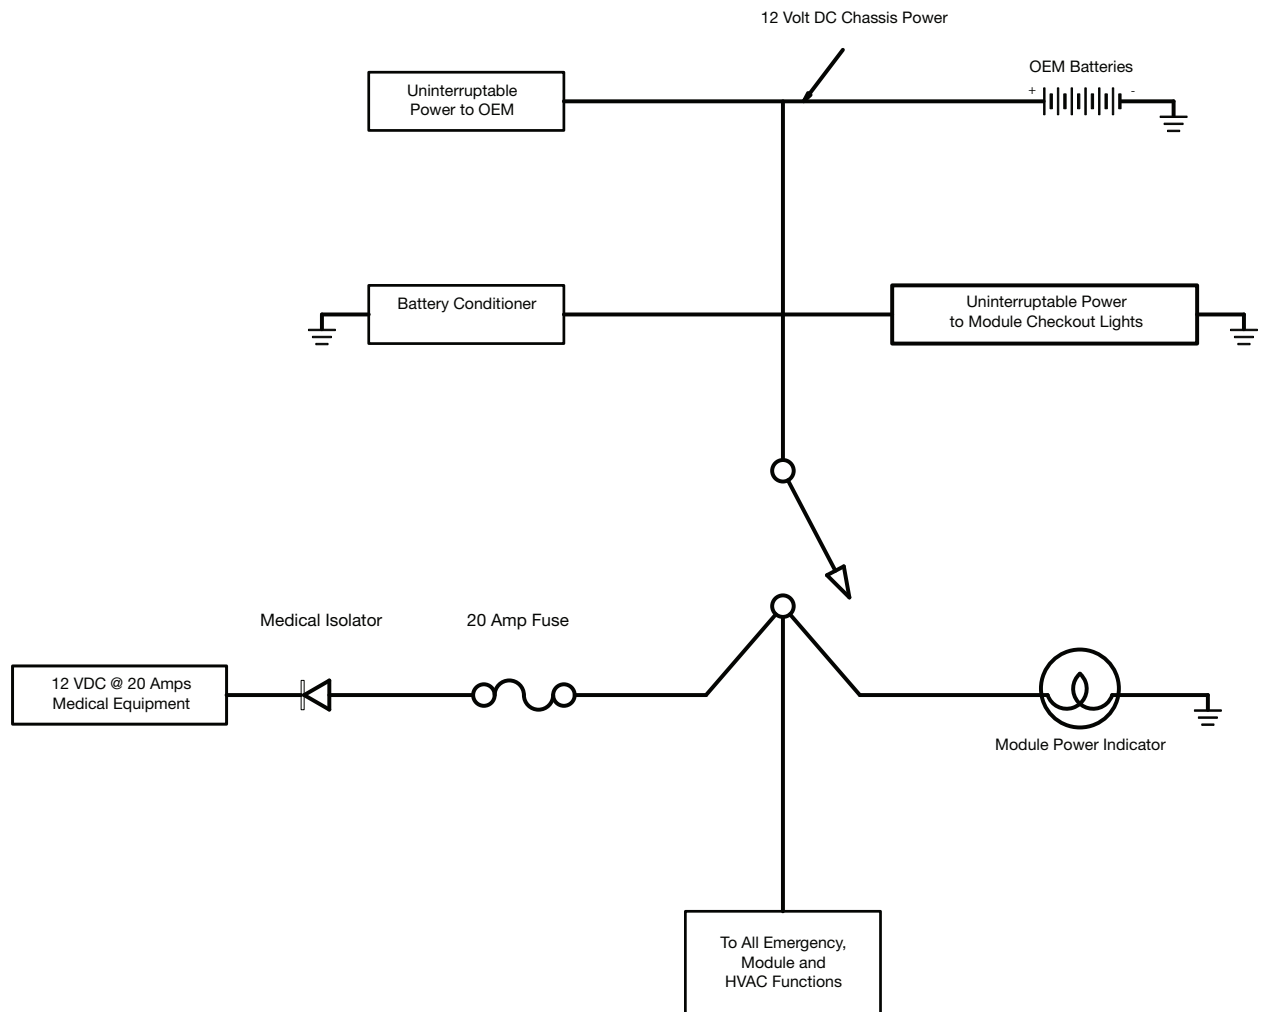 12 Volt DC Chassis Power
OEM Batteries
+ -
Uninterruptable
Power to OEM
Battery Conditioner
Uninterruptable Power
to Module Checkout Lights
Medical Isolator
20 Amp Fuse
12 VDC @ 20 Amps
Medical Equipment
Module Power Indicator
To All Emergency,
Module and
HVAC Functions